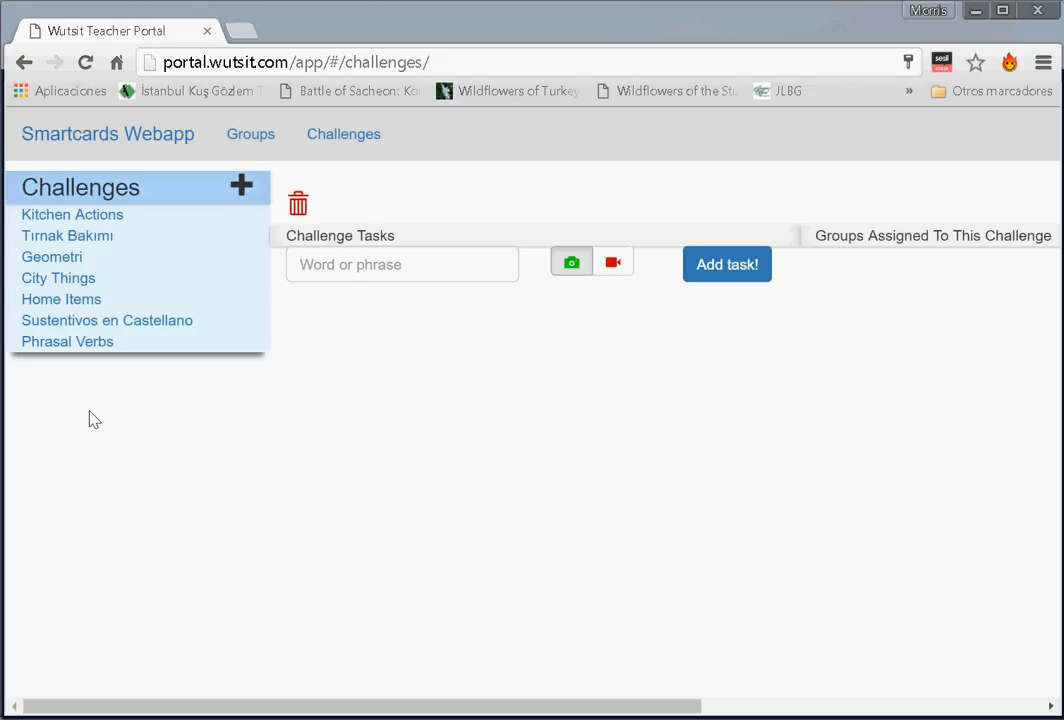 Morris
Wutsit Teacher Portal
portal.wutsit.com/app/#/challenges/
sesli
Aplicaciones İstanbul Kuş Gözlem T Battle of Sacheon: Ko Wildflowers of Turkey Wildflowers of the Stu JLBG » Otros marcadores
Smartcards Webapp Groups Challenges
Challenges
Kitchen Actions
Tırnak Bakımı
Geometri
City Things
Home Items
Sustentivos en Castellano
Phrasal Verbs
Challenge Tasks Groups Assigned To This Challenge
Word or phrase Add task!